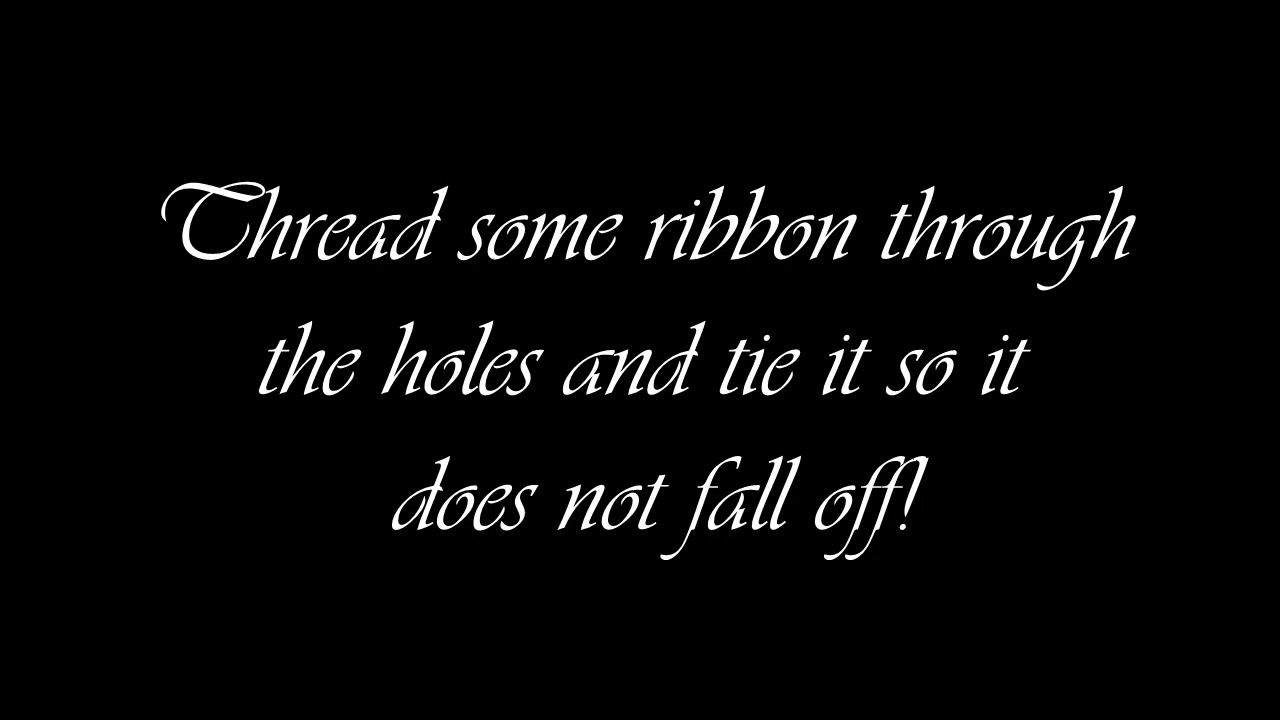 Thread some ribbon through
the holes and tie it so it
does not fall off!